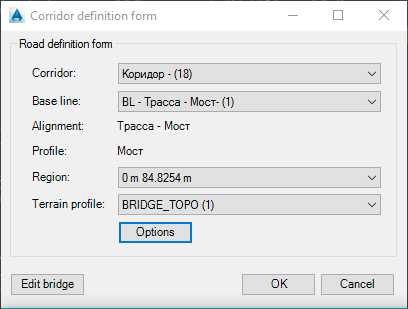 Corridor definition form
Road definition form
Corridor: Коридор - (18)
Base line: BL - Трасса - Мост- (1)
Alignment: Трасса - Мост
Profile: Мост
Region: 0 m 84.8254 m
Terrain profile: BRIDGE_TOPO (1)
Options
Edit bridge OK Cancel